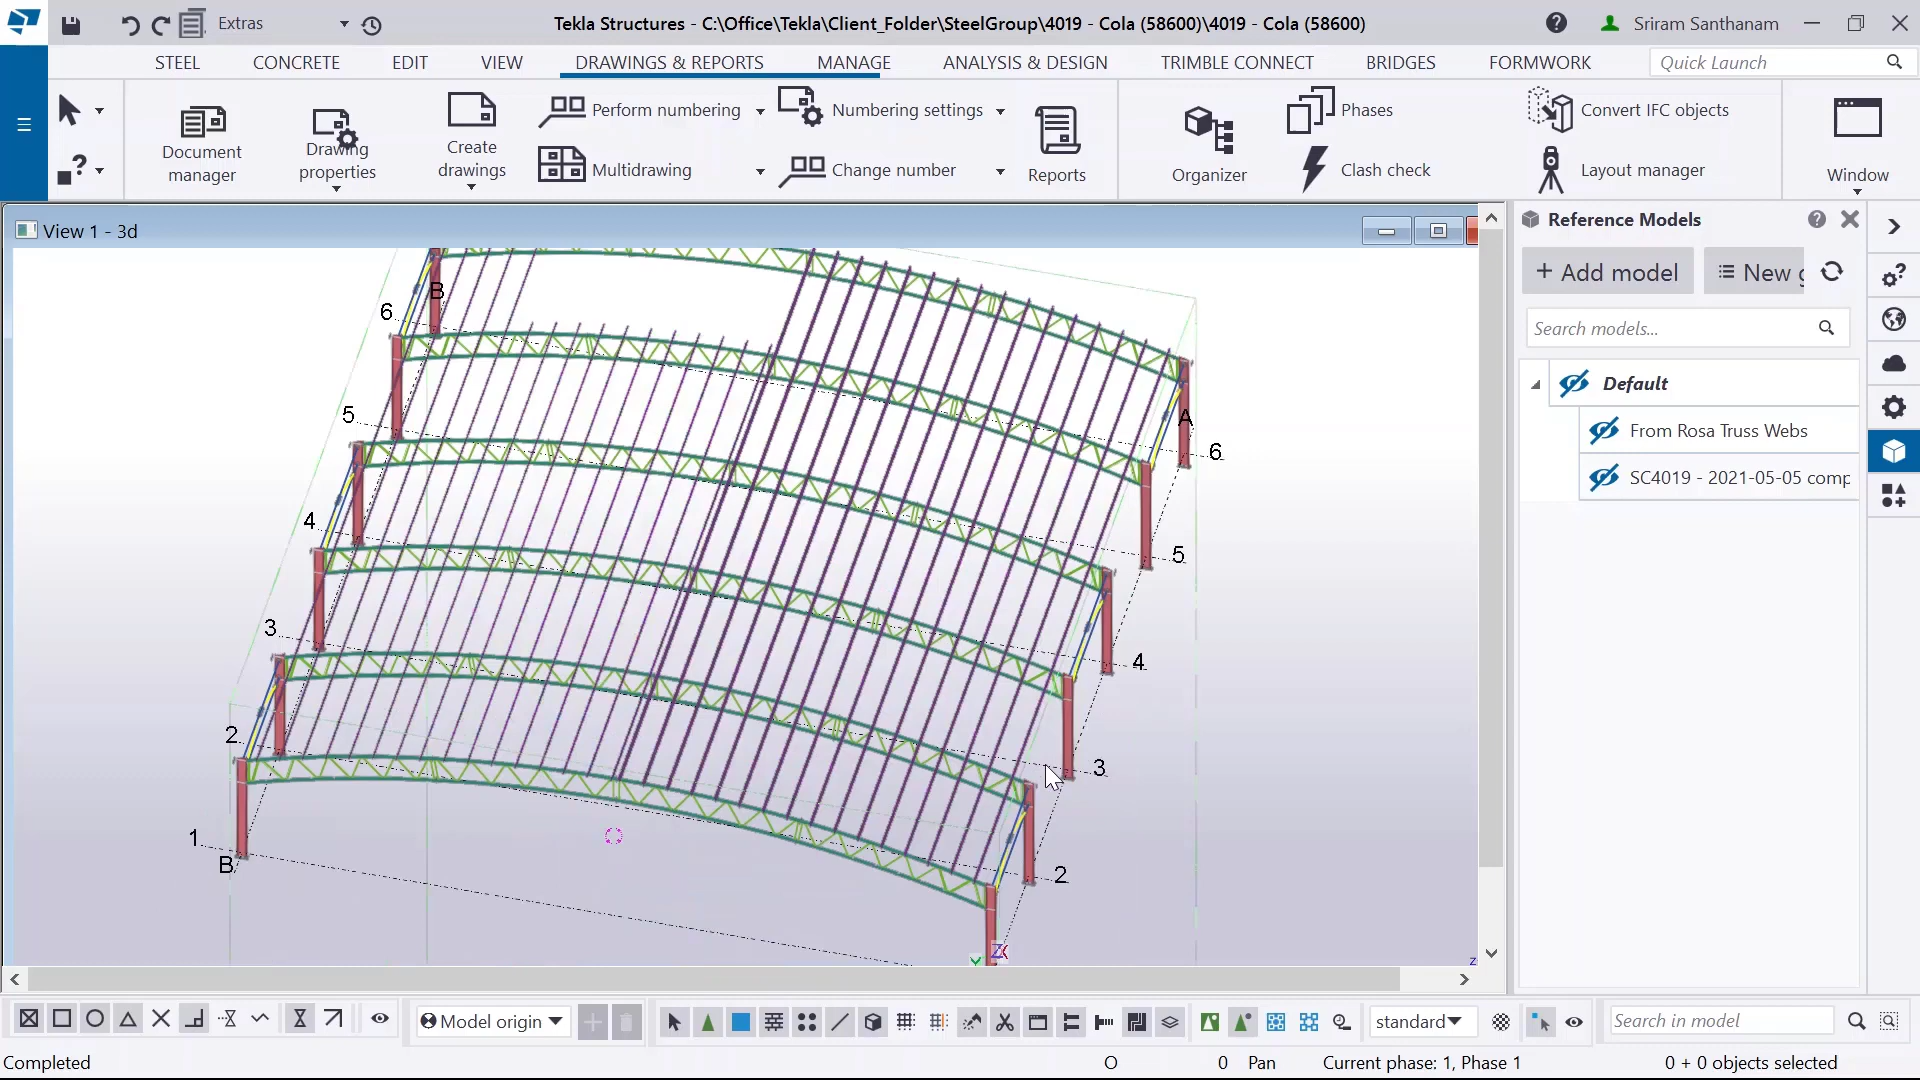 Extras
Tekla Structures - C:\Office\Tekla\Client_Folder\SteelGroup\4019 - Cola (58600)\4019 - Cola (58600)
Sriram Santhanam
STEEL CONCRETE EDIT VIEW DRAWINGS & REPORTS MANAGE ANALYSIS & DESIGN TRIMBLE CONNECT BRIDGES FORMWORK Quick Launch
Document manager
Drawing properties
Create drawings
Perform numbering
Multidrawing
Numbering settings
Change number
Reports
Organizer
Phases
Clash check
Convert IFC objects
Layout manager
Window
View 1 - 3d
B
6
5
4
3
2
1
B
A
6
5
4
3
2
Reference Models
+ Add model
New g
Search models...
Default
From Rosa Truss Webs
SC4019 - 2021-05-05 comp
Model origin
standard
Search in model
Completed
O 0 Pan Current phase: 1, Phase 1 0 + 0 objects selected